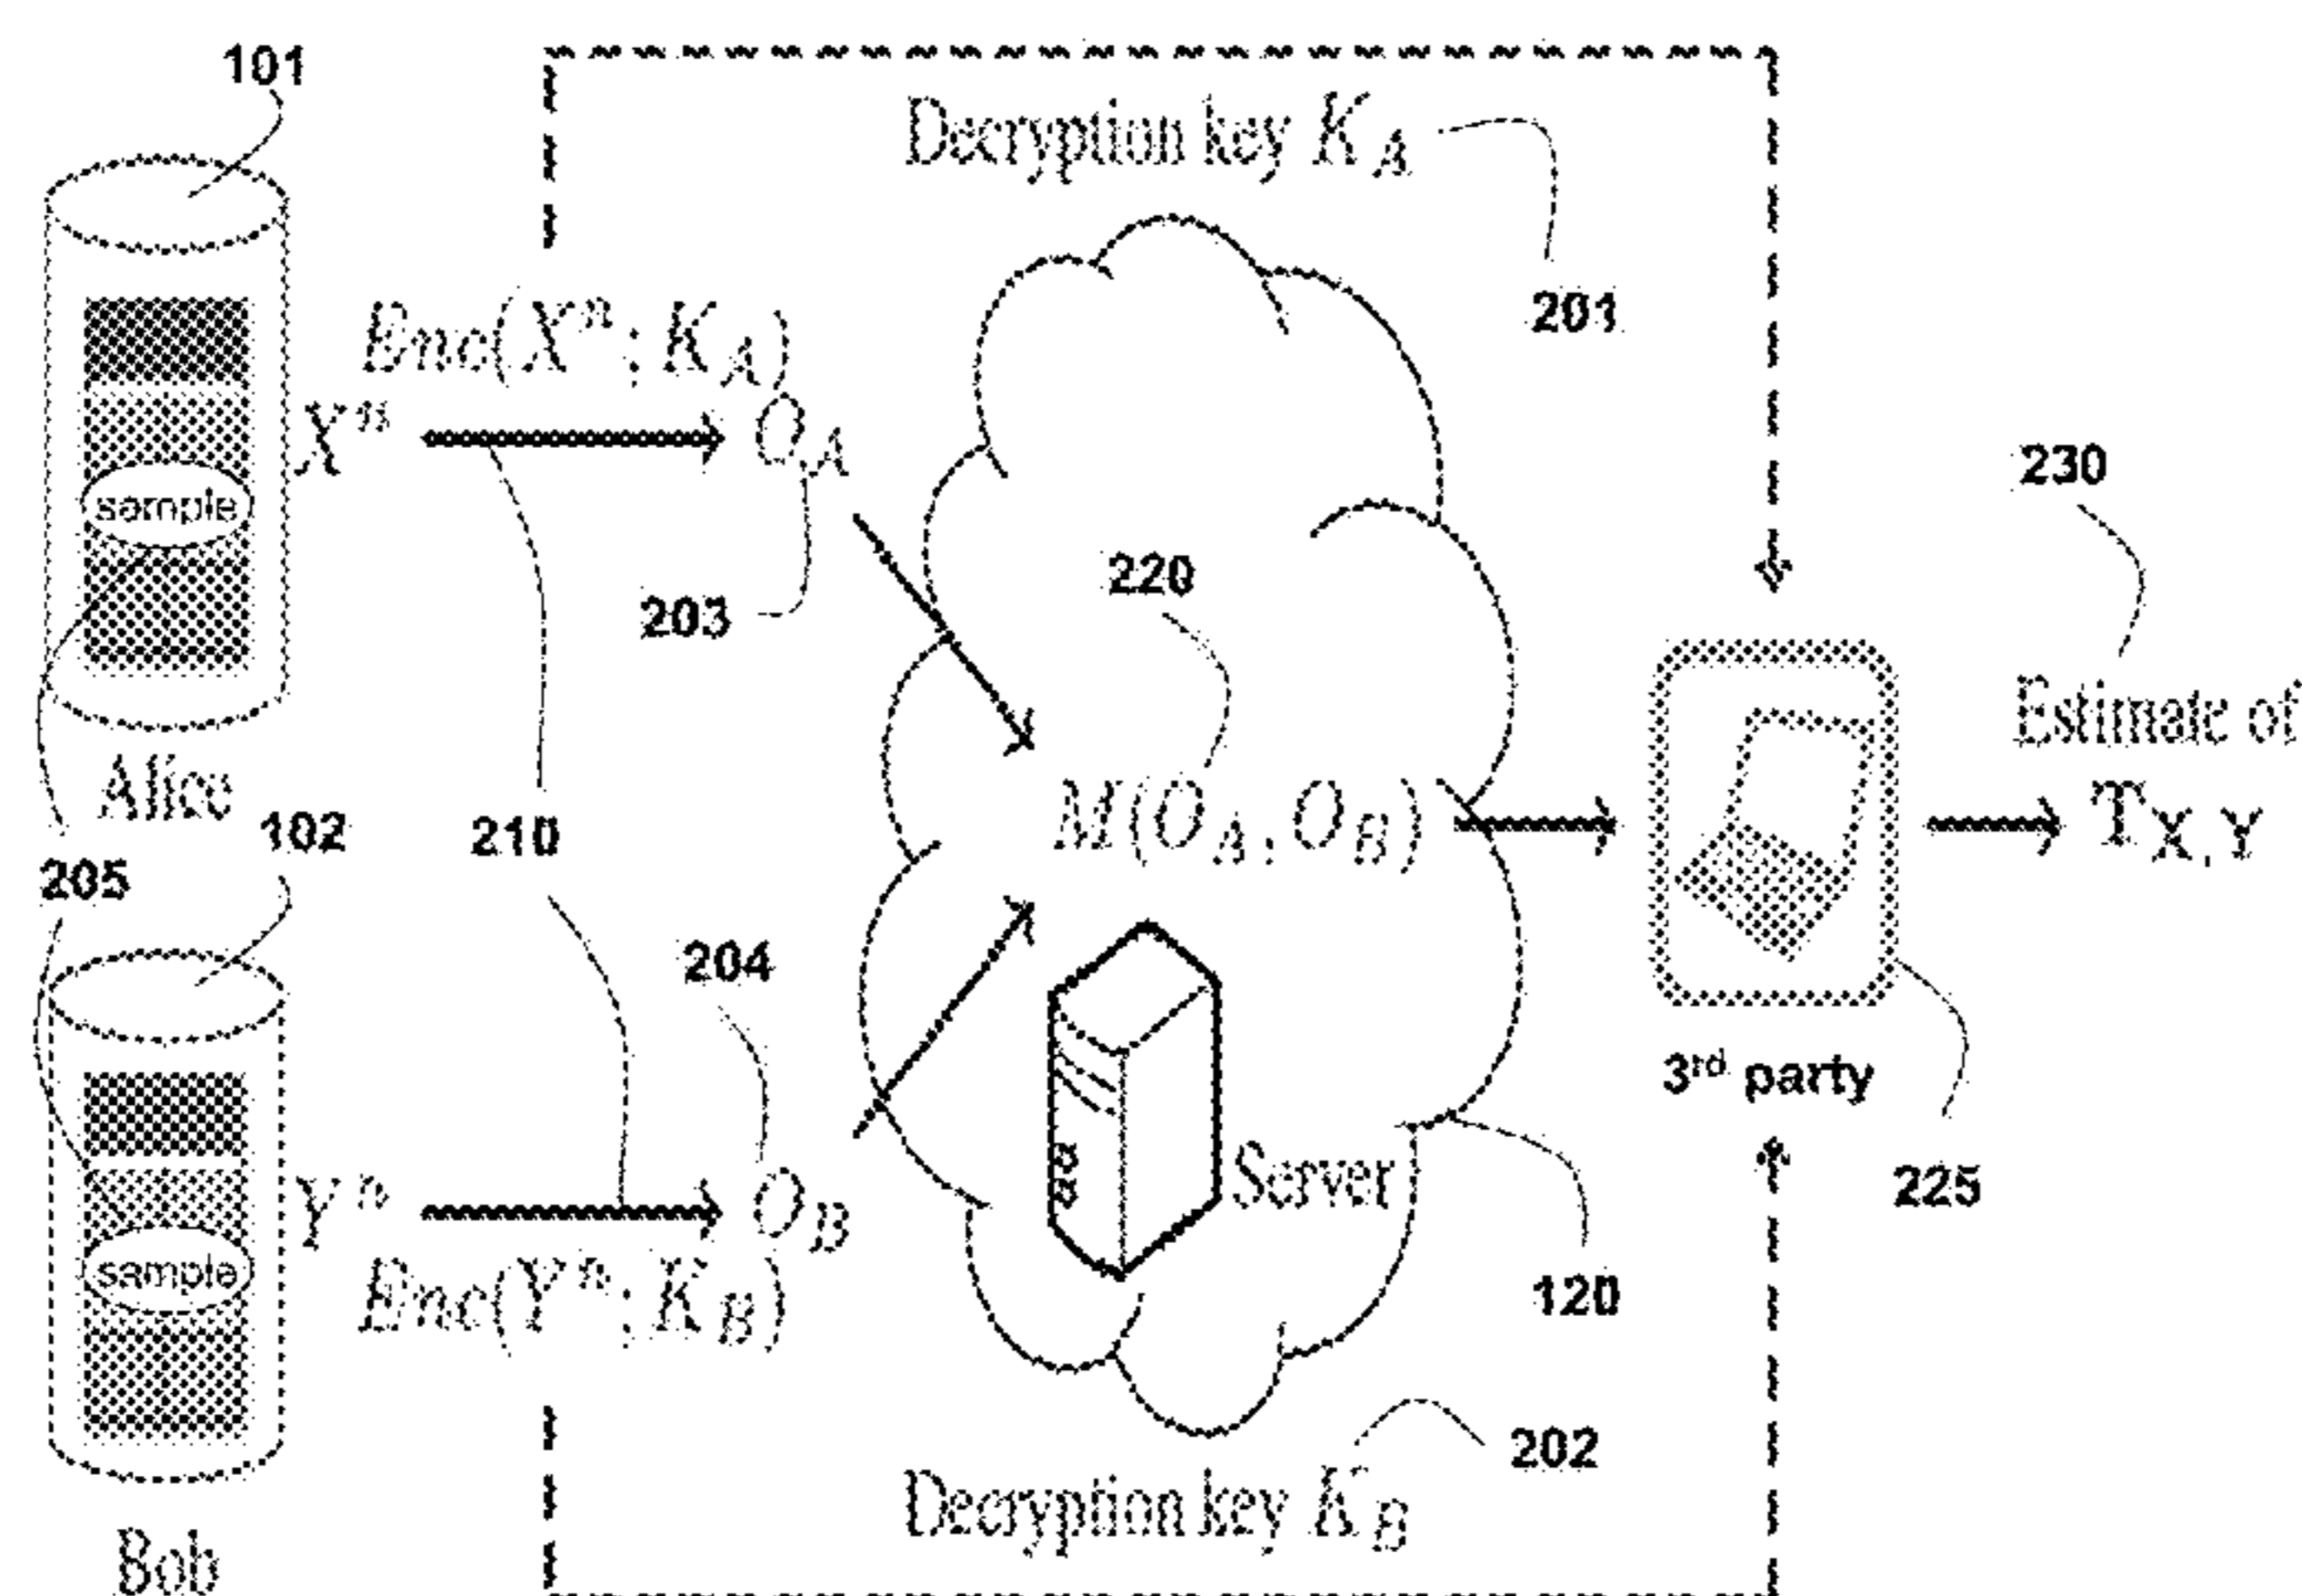 101
Decryption key K_A
201
Enc(X^n; K_A)
X^n
O_A
sample
203
220
230
Estimate of
T_X,Y
M(O_A, O_B)
Alice
102
210
205
204
3rd party
225
Server
Y^n
O_B
sample
Enc(Y^n; K_B)
120
202
Decryption key K_B
Bob